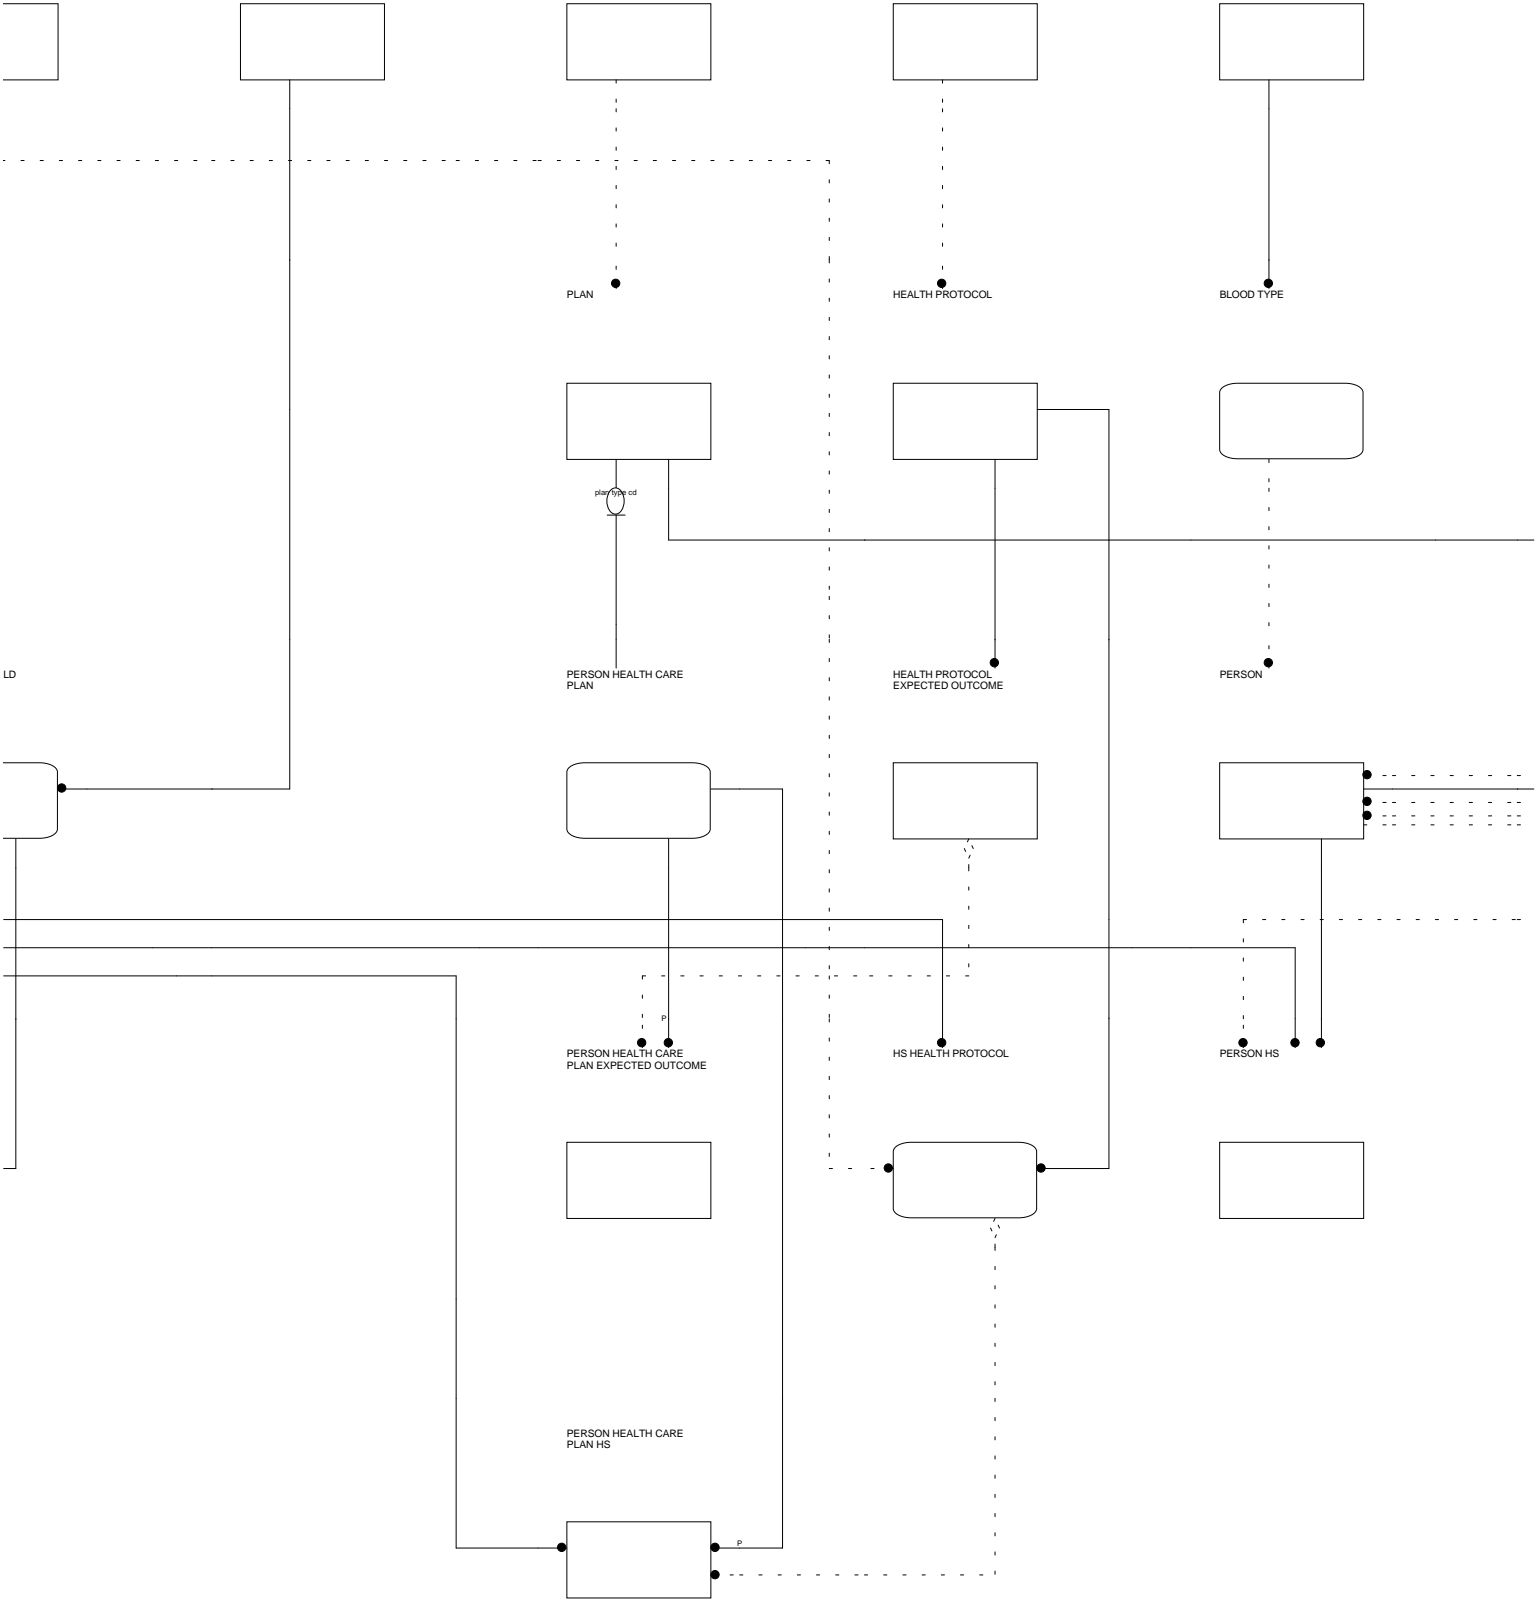 PLAN
HEALTH PROTOCOL
BLOOD TYPE
plan type cd
LD
PERSON HEALTH CARE
PLAN
HEALTH PROTOCOL
EXPECTED OUTCOME
PERSON
P
PERSON HEALTH CARE
PLAN EXPECTED OUTCOME
HS HEALTH PROTOCOL
PERSON HS
PERSON HEALTH CARE
PLAN HS
P